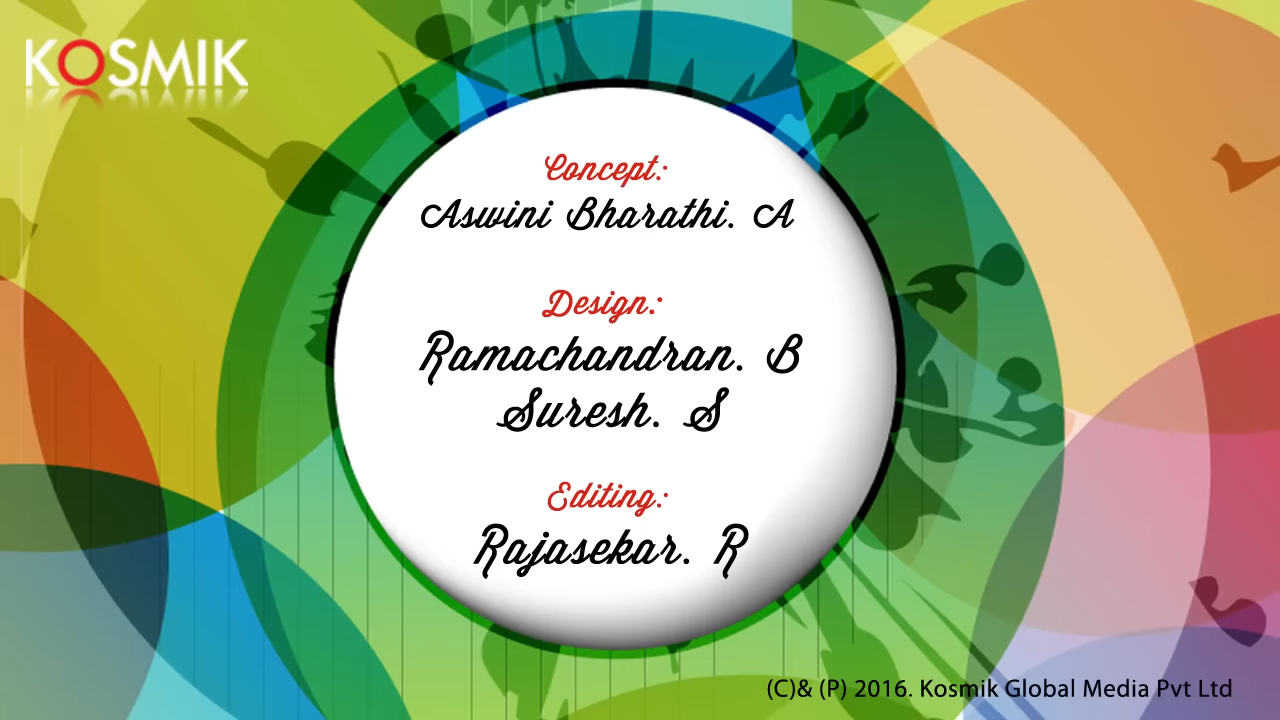 KOSMIK
Concept:
Aswini Bharathi. A
Design:
Ramachandran. B
Suresh. S
Editing:
Rajasekar. R
(C)& (P) 2016. Kosmik Global Media Pvt Ltd